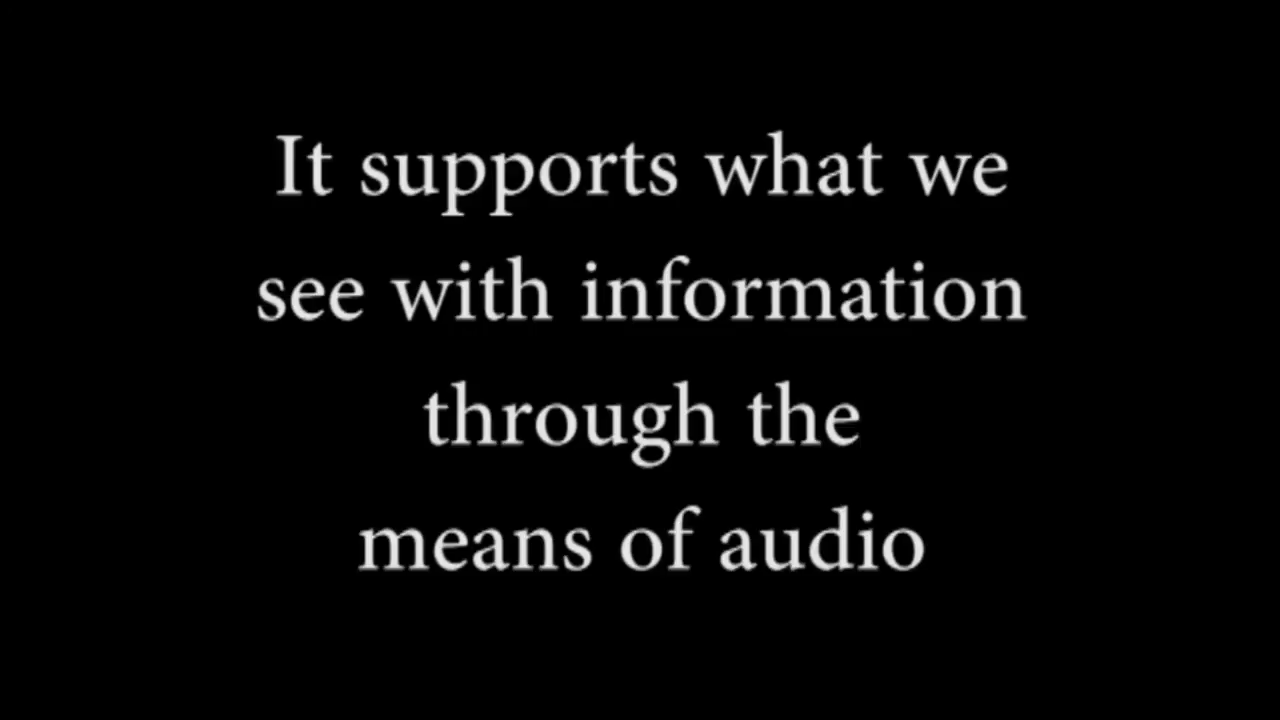 It supports what we
see with information
through the
means of audio